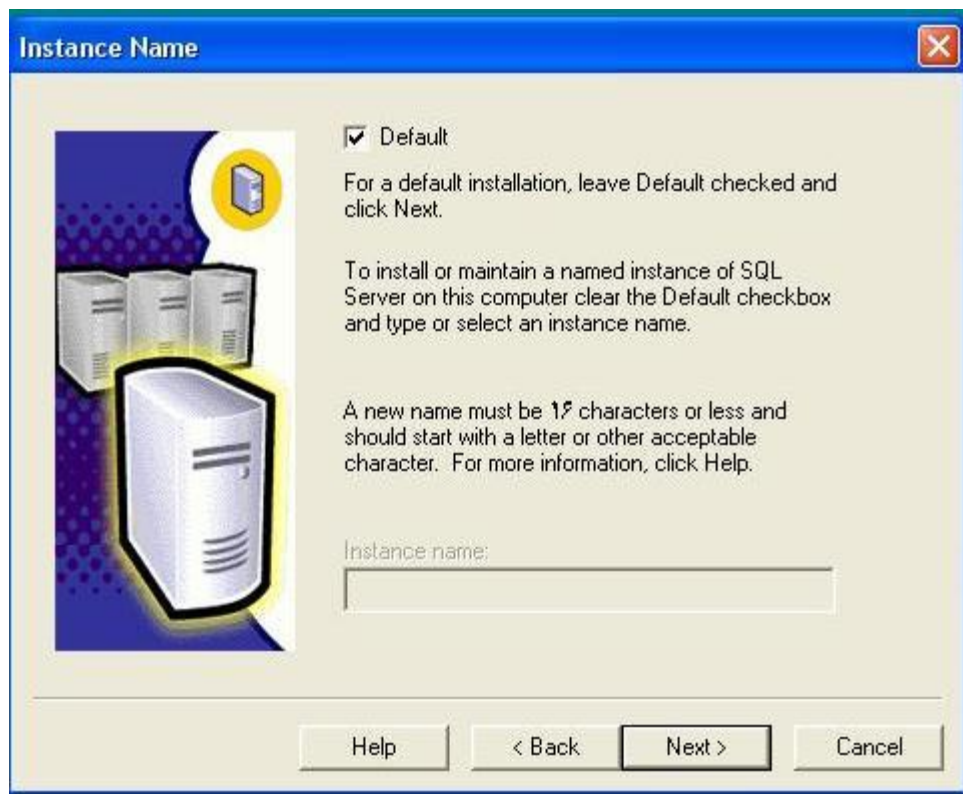 Instance Name
Default
For a default installation, leave Default checked and
click Next.
To install or maintain a named instance of SQL
Server on this computer clear the Default checkbox
and type or select an instance name.
A new name must be ۱۶ characters or less and
should start with a letter or other acceptable
character. For more information, click Help.
Instance name:
Help
< Back
Next >
Cancel